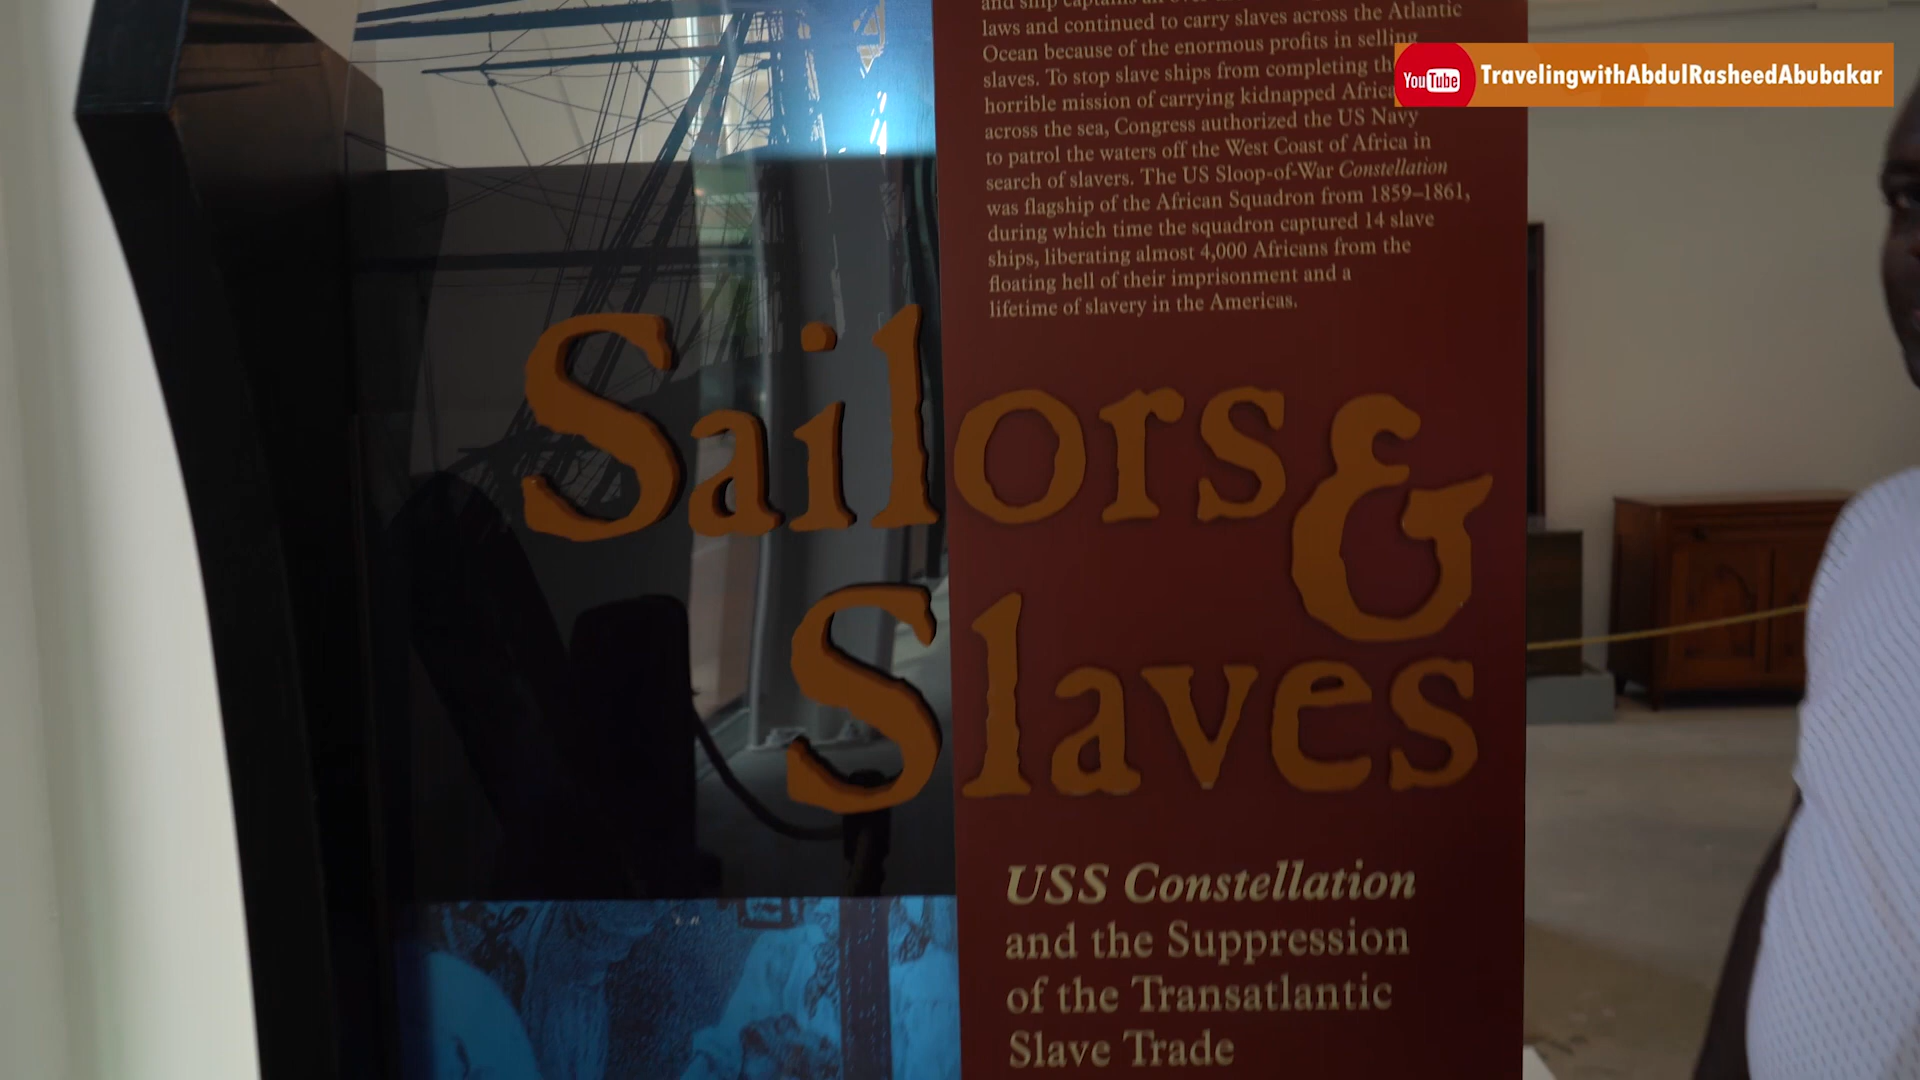 and ship captains all over
laws and continued to carry slaves across the Atlantic
Ocean because of the enormous profits in selling
slaves. To stop slave ships from completing
horrible mission of carrying kidnapped
across the sea, Congress authorized the US Navy
to patrol the waters off the West Coast of Africa in
search of slavers. The US Sloop-of-War Constellation
was flagship of the African Squadron from 1859–1861,
during which time the squadron captured 14 slave
ships, liberating almost 4,000 Africans from the
floating hell of their imprisonment and a
lifetime of slavery in the Americas.
YouTube TravelingwithAbdulRasheedAbubakar
Sailors &
Slaves
USS Constellation
and the Suppression
of the Transatlantic
Slave Trade